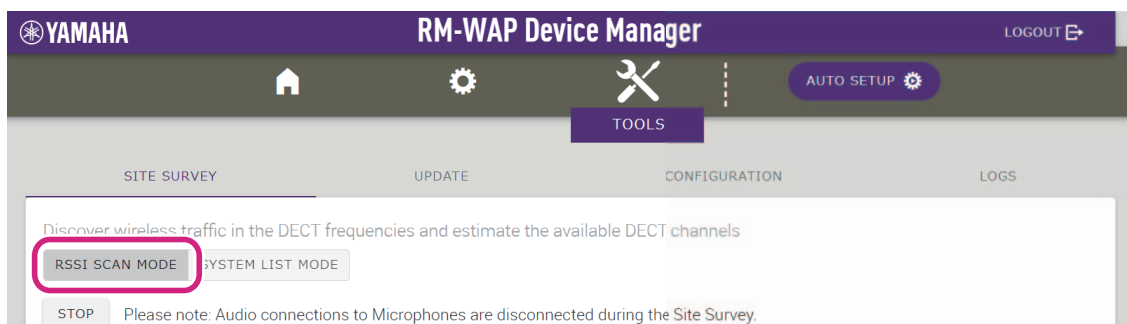 YAMAHA RM-WAP Device Manager LOGOUT
AUTO SETUP
TOOLS
SITE SURVEY UPDATE CONFIGURATION LOGS
Discover wireless traffic in the DECT frequencies and estimate the available DECT channels
RSSI SCAN MODE SYSTEM LIST MODE
STOP Please note: Audio connections to Microphones are disconnected during the Site Survey.